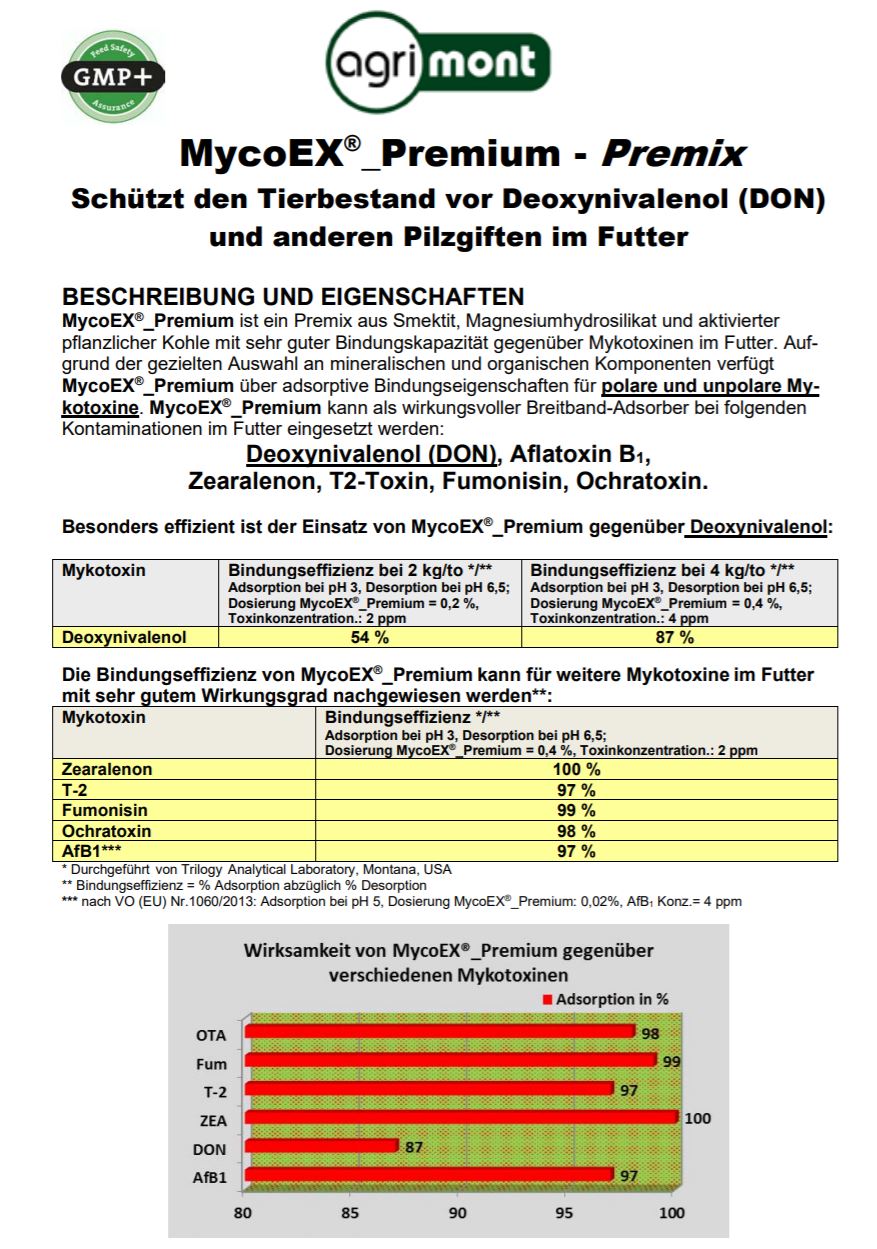 Feed Safety
GMP+
Assurance
agri mont
MycoEX®_Premium - Premix
Schützt den Tierbestand vor Deoxynivalenol (DON)
und anderen Pilzgiften im Futter
BESCHREIBUNG UND EIGENSCHAFTEN
MycoEX®_Premium ist ein Premix aus Smektit, Magnesiumhydrosilikat und aktivierter
pflanzlicher Kohle mit sehr guter Bindungskapazität gegenüber Mykotoxinen im Futter. Auf-
grund der gezielten Auswahl an mineralischen und organischen Komponenten verfügt
MycoEX®_Premium über adsorptive Bindungseigenschaften für polare und unpolare My-
kotoxine. MycoEX®_Premium kann als wirkungsvoller Breitband-Adsorber bei folgenden
Kontaminationen im Futter eingesetzt werden:
Deoxynivalenol (DON), Aflatoxin B₁,
Zearalenon, T2-Toxin, Fumonisin, Ochratoxin.
Besonders effizient ist der Einsatz von MycoEX®_Premium gegenüber Deoxynivalenol:
Mykotoxin Bindungseffizienz bei 2 kg/to */** Bindungseffizienz bei 4 kg/to */**
Adsorption bei pH 3, Desorption bei pH 6,5; Adsorption bei pH 3, Desorption bei pH 6,5;
Dosierung MycoEX®_Premium = 0,2 %, Dosierung MycoEX®_Premium = 0,4 %,
Toxinkonzentration.: 2 ppm Toxinkonzentration.: 4 ppm
Deoxynivalenol 54 % 87 %
Die Bindungseffizienz von MycoEX®_Premium kann für weitere Mykotoxine im Futter
mit sehr gutem Wirkungsgrad nachgewiesen werden**:
Mykotoxin Bindungseffizienz */**
Adsorption bei pH 3, Desorption bei pH 6,5;
Dosierung MycoEX®_Premium = 0,4 %, Toxinkonzentration.: 2 ppm
Zearalenon 100 %
T-2 97 %
Fumonisin 99 %
Ochratoxin 98 %
AfB1*** 97 %
* Durchgeführt von Trilogy Analytical Laboratory, Montana, USA
** Bindungseffizienz = % Adsorption abzüglich % Desorption
*** nach VO (EU) Nr.1060/2013: Adsorption bei pH 5, Dosierung MycoEX®_Premium: 0,02%, AfB₁ Konz.= 4 ppm
Wirksamkeit von MycoEX®_Premium gegenüber
verschiedenen Mykotoxinen
Adsorption in %
OTA 98
Fum 99
T-2 97
ZEA 100
DON 87
AfB1 97
80 85 90 95 100